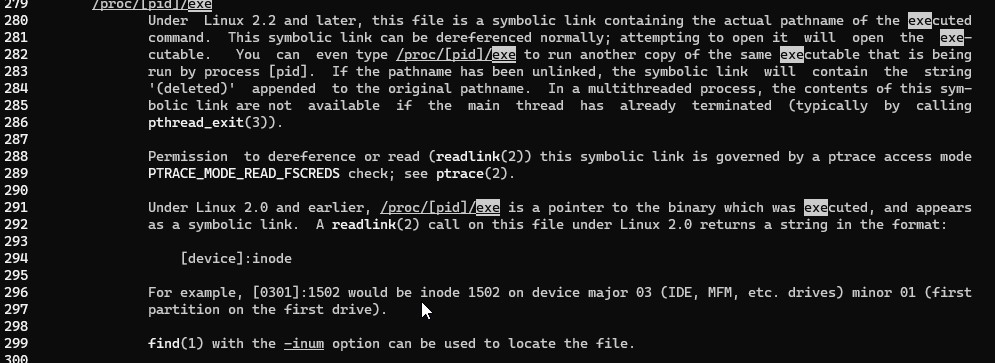 279 /proc/[pid]/exe
280 Under Linux 2.2 and later, this file is a symbolic link containing the actual pathname of the executed
281 command. This symbolic link can be dereferenced normally; attempting to open it will open the exe-
282 cutable. You can even type /proc/[pid]/exe to run another copy of the same executable that is being
283 run by process [pid]. If the pathname has been unlinked, the symbolic link will contain the string
284 '(deleted)' appended to the original pathname. In a multithreaded process, the contents of this sym-
285 bolic link are not available if the main thread has already terminated (typically by calling
286 pthread_exit(3)).
287
288 Permission to dereference or read (readlink(2)) this symbolic link is governed by a ptrace access mode
289 PTRACE_MODE_READ_FSCREDS check; see ptrace(2).
290
291 Under Linux 2.0 and earlier, /proc/[pid]/exe is a pointer to the binary which was executed, and appears
292 as a symbolic link. A readlink(2) call on this file under Linux 2.0 returns a string in the format:
293
294 [device]:inode
295
296 For example, [0301]:1502 would be inode 1502 on device major 03 (IDE, MFM, etc. drives) minor 01 (first
297 partition on the first drive).
298
299 find(1) with the -inum option can be used to locate the file.
300